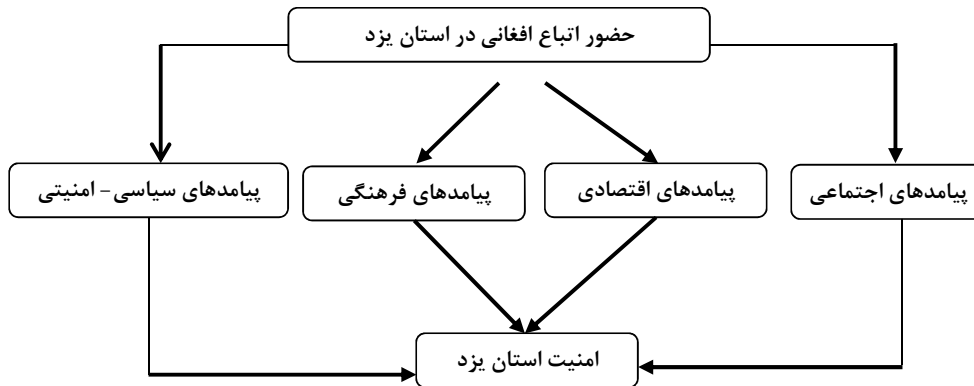 حضور اتباع افغانی در استان یزد
پیامدهای اجتماعی
پیامدهای اقتصادی
پیامدهای فرهنگی
پیامدهای سیاسی- امنیتی
امنیت استان یزد